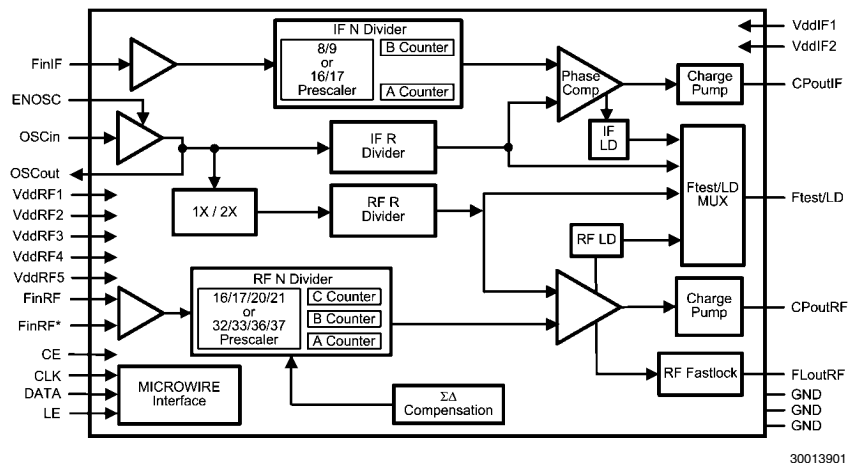 IF N Divider
8/9
or
16/17
Prescaler
B Counter
A Counter
VddIF1
VddIF2
FinIF
Phase
Comp
Charge
Pump
CPoutIF
ENOSC
OSCin
IF
LD
IF R
Divider
OSCout
Ftest/LD
MUX
Ftest/LD
VddRF1
VddRF2
VddRF3
VddRF4
VddRF5
1X / 2X
RF R
Divider
RF LD
RF N Divider
16/17/20/21
or
32/33/36/37
Prescaler
C Counter
B Counter
A Counter
FinRF
FinRF*
Charge
Pump
CPoutRF
CE
CLK
DATA
LE
MICROWIRE
Interface
ΣΔ
Compensation
RF Fastlock
FLoutRF
GND
GND
GND
30013901